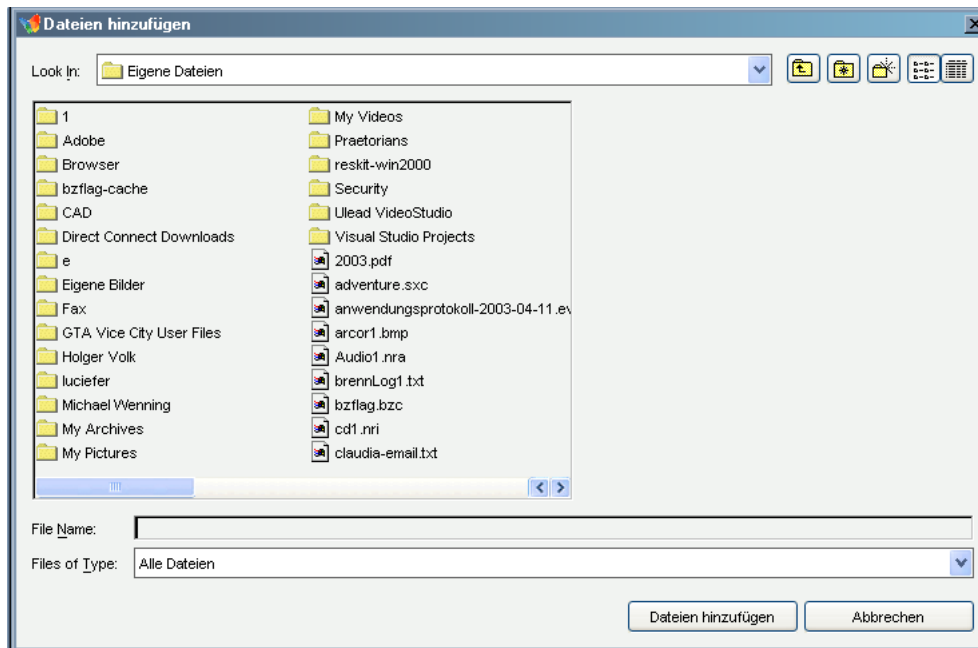 Dateien hinzufügen
Look In:
Eigene Dateien
1
Adobe
Browser
bzflag-cache
CAD
Direct Connect Downloads
e
Eigene Bilder
Fax
GTA Vice City User Files
Holger Volk
luciefer
Michael Wenning
My Archives
My Pictures
My Videos
Praetorians
reskit-win2000
Security
Ulead VideoStudio
Visual Studio Projects
2003.pdf
adventure.sxc
anwendungsprotokoll-2003-04-11.ev
arcor1.bmp
Audio1.nra
brennLog1.txt
bzflag.bzc
cd1.nri
claudia-email.txt
File Name:
Files of Type:
Alle Dateien
Dateien hinzufügen
Abbrechen